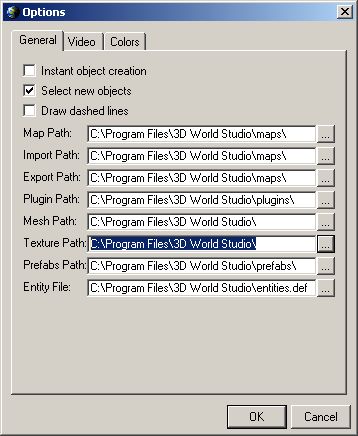 Options
General Video Colors
Instant object creation
Select new objects
Draw dashed lines
Map Path: C:\Program Files\3D World Studio\maps\ ...
Import Path: C:\Program Files\3D World Studio\maps\ ...
Export Path: C:\Program Files\3D World Studio\maps\ ...
Plugin Path: C:\Program Files\3D World Studio\plugins\ ...
Mesh Path: C:\Program Files\3D World Studio\ ...
Texture Path: C:\Program Files\3D World Studio\ ...
Prefabs Path: C:\Program Files\3D World Studio\prefabs\ ...
Entity File: C:\Program Files\3D World Studio\entities.def ...
OK Cancel